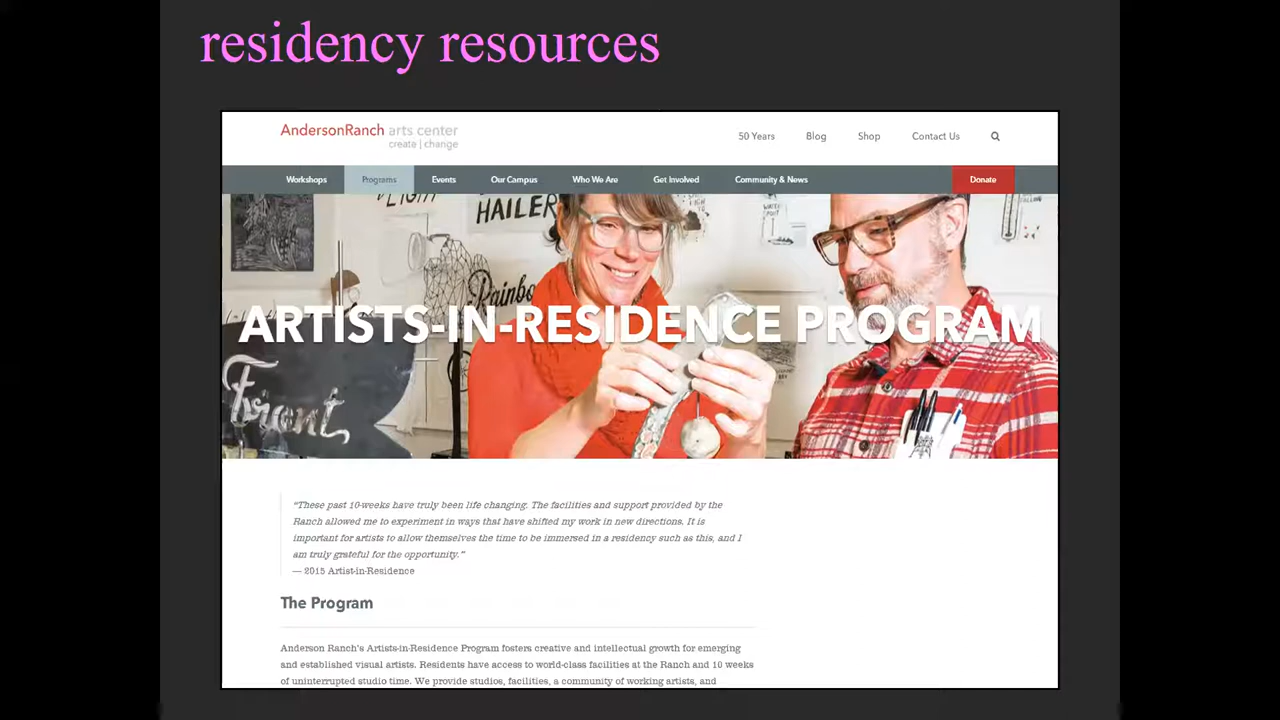 residency resources
AndersonRanch arts center
create | change
50 Years Blog Shop Contact Us
Workshops Programs Events Our Campus Who We Are Get Involved Community & News Donate
LIGHT
HAILER
Rainbo
ARTISTS-IN-RESIDENCE PROGRAM
Front
“These past 10-weeks have truly been life changing. The facilities and support provided by the
Ranch allowed me to experiment in ways that have shifted my work in new directions. It is
important for artists to allow themselves the time to be immersed in a residency such as this, and I
am truly grateful for the opportunity.”
— 2015 Artist-in-Residence
The Program
Anderson Ranch’s Artists-in-Residence Program fosters creative and intellectual growth for emerging
and established visual artists. Residents have access to world-class facilities at the Ranch and 10 weeks
of uninterrupted studio time. We provide studios, facilities, a community of working artists, and